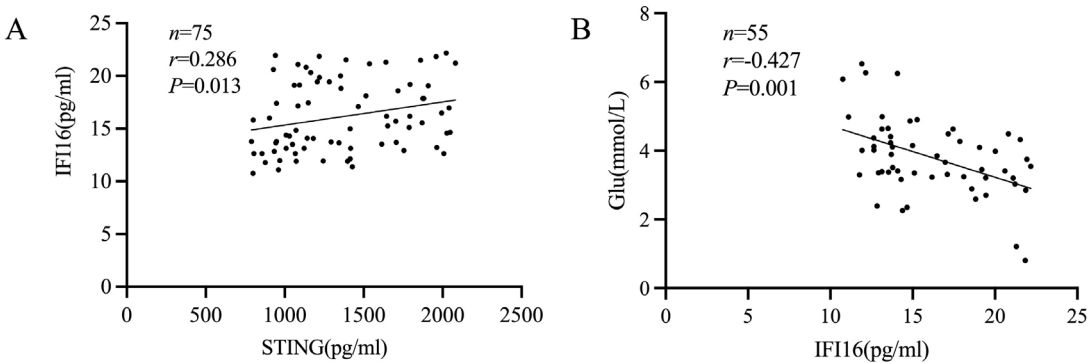 A
n=75
r=0.286
P=0.013
IFI16(pg/ml)
25
20
15
10
5
0
0 500 1000 1500 2000 2500
STING(pg/ml)
B
n=55
r=-0.427
P=0.001
Glu(mmol/L)
8
6
4
2
0
0 5 10 15 20 25
IFI16(pg/ml)